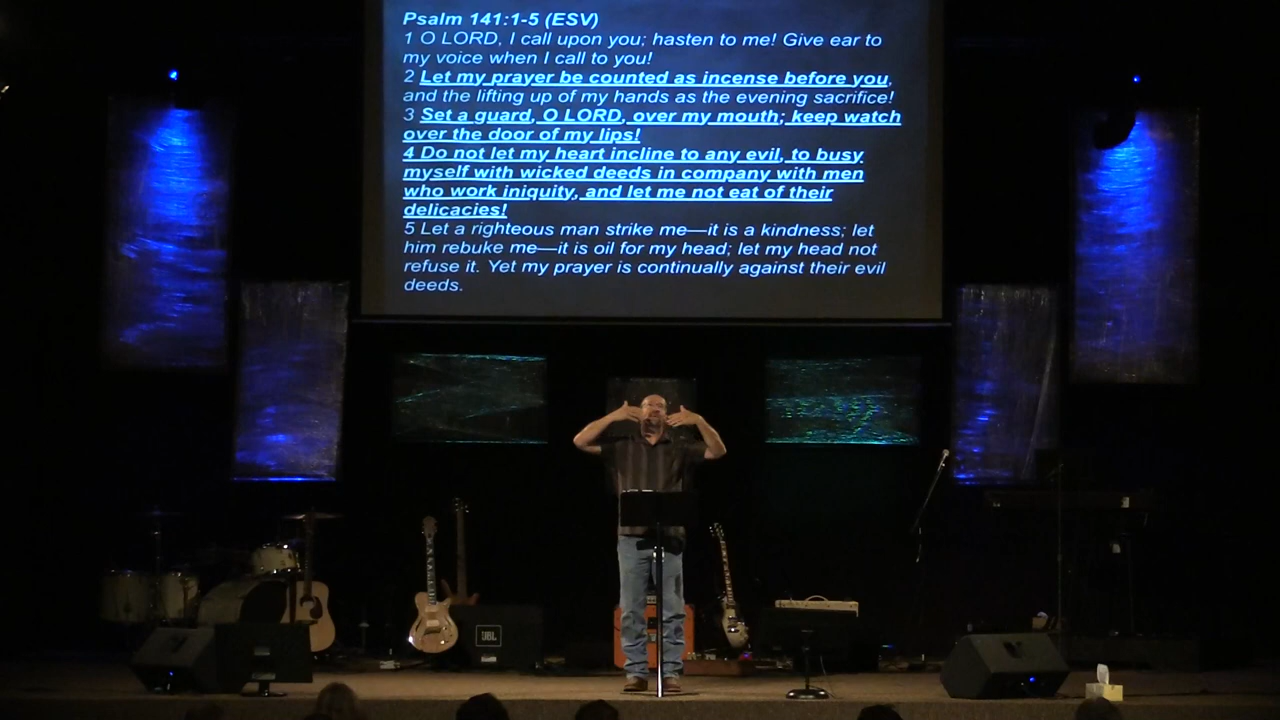 Psalm 141:1-5 (ESV)
1 O LORD, I call upon you; hasten to me! Give ear to
my voice when I call to you!
2 Let my prayer be counted as incense before you,
and the lifting up of my hands as the evening sacrifice!
3 Set a guard, O LORD, over my mouth; keep watch
over the door of my lips!
4 Do not let my heart incline to any evil, to busy
myself with wicked deeds in company with men
who work iniquity, and let me not eat of their
delicacies!
5 Let a righteous man strike me—it is a kindness; let
him rebuke me—it is oil for my head; let my head not
refuse it. Yet my prayer is continually against their evil
deeds.
JBL